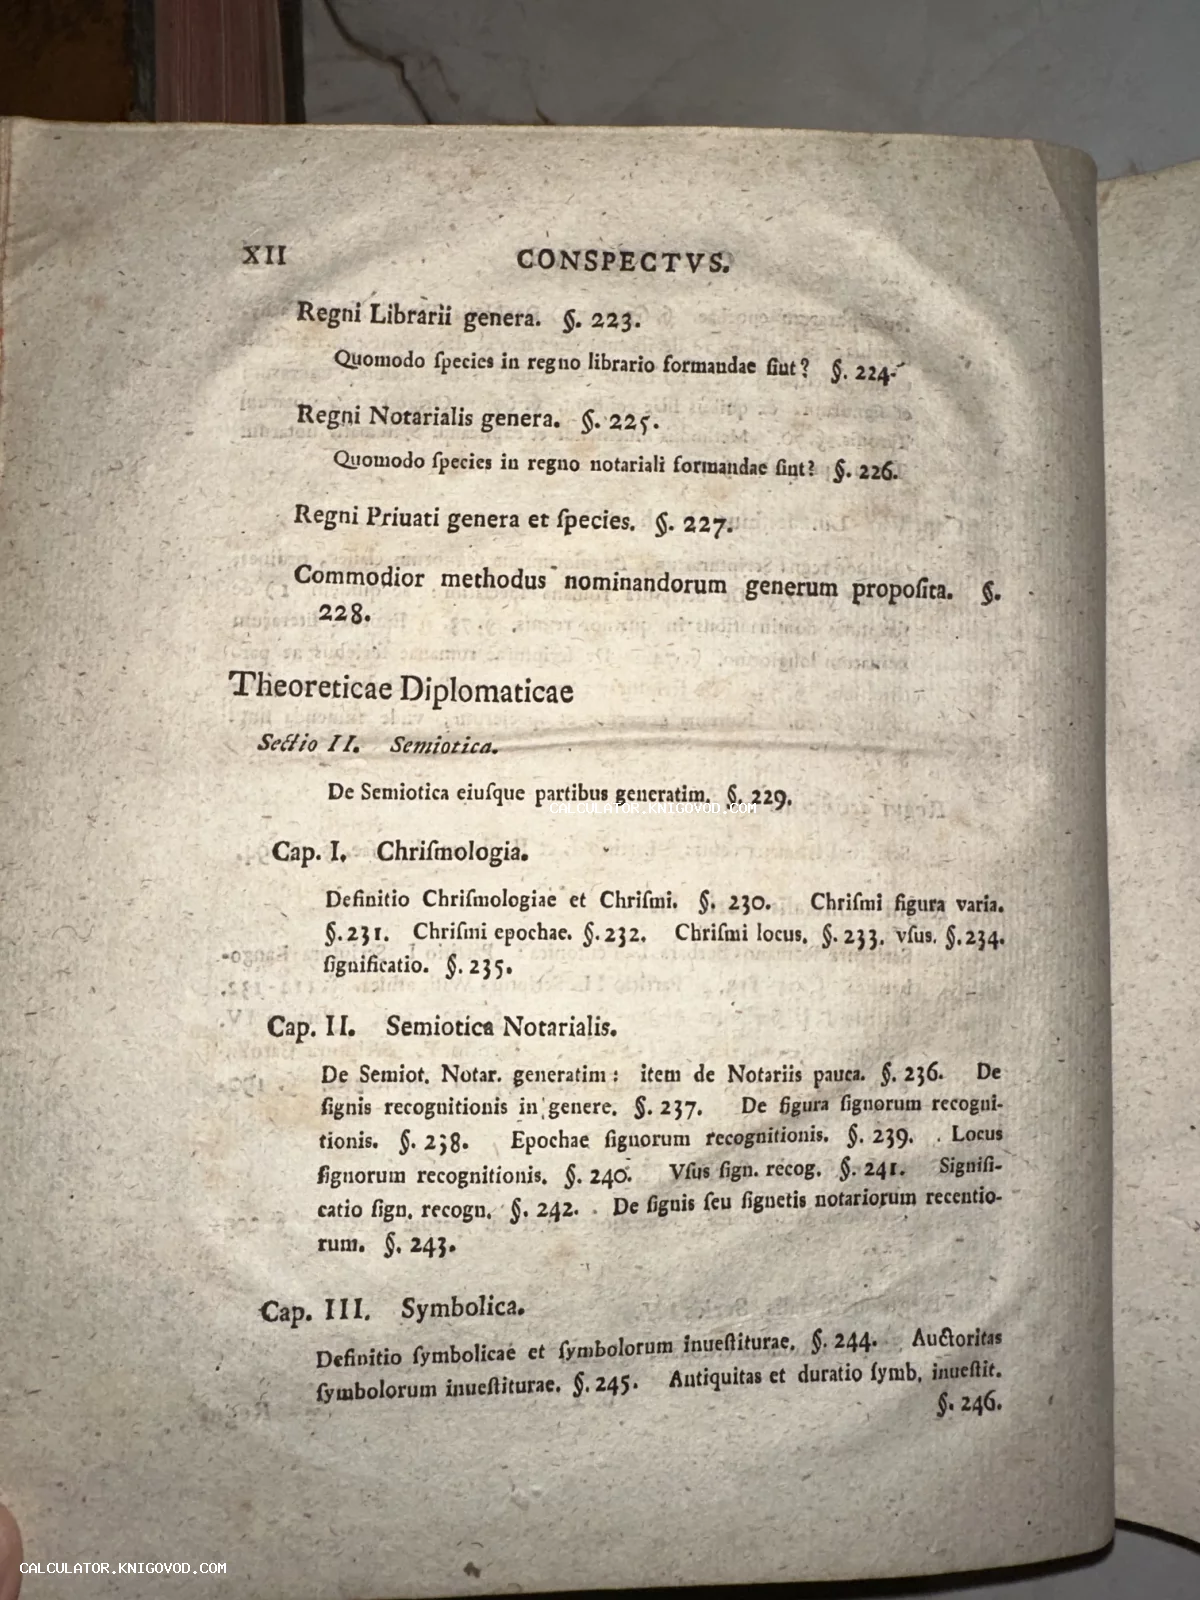 XII CONSPECTVS.
Regni Librarii genera. §. 223.
Quomodo ſpecies in regno librario formandae ſint? §. 224.
Regni Notarialis genera. §. 225.
Quomodo ſpecies in regno notariali formandae ſint? §. 226.
Regni Priuati genera et ſpecies. §. 227.
Commodior methodus nominandorum generum propoſita. §.
228.
Theoreticae Diplomaticae
Sectio II. Semiotica.
De Semiotica eiuſque partibus generatim. §. 229.
CALCULATOR.KNIGOVOD.COM
Cap. I. Chriſmologia.
Definitio Chriſmologiae et Chriſmi. §. 230. Chriſmi figura varia.
§. 231. Chriſmi epochae. §. 232. Chriſmi locus. §. 233. vſus. §. 234.
ſignificatio. §. 235.
Cap. II. Semiotica Notarialis.
De Semiot. Notar. generatim: item de Notariis pauca. §. 236. De
ſignis recognitionis in genere. §. 237. De figura ſignorum recogni-
tionis. §. 238. Epochae ſignorum recognitionis. §. 239. Locus
ſignorum recognitionis. §. 240. Vſus ſign. recog. §. 241. Signifi-
catio ſign. recogn. §. 242. De ſignis ſeu ſignetis notariorum recentio-
rum. §. 243.
Cap. III. Symbolica.
Definitio ſymbolicae et ſymbolorum inueſtiturae. §. 244. Auctoritas
ſymbolorum inueſtiturae. §. 245. Antiquitas et duratio ſymb. inueſtit.
§. 246.
CALCULATOR.KNIGOVOD.COM